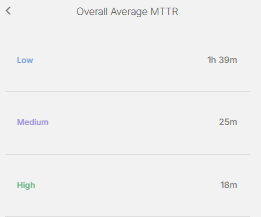 Overall Average MTTR
Low 1h 39m
Medium 25m
High 18m